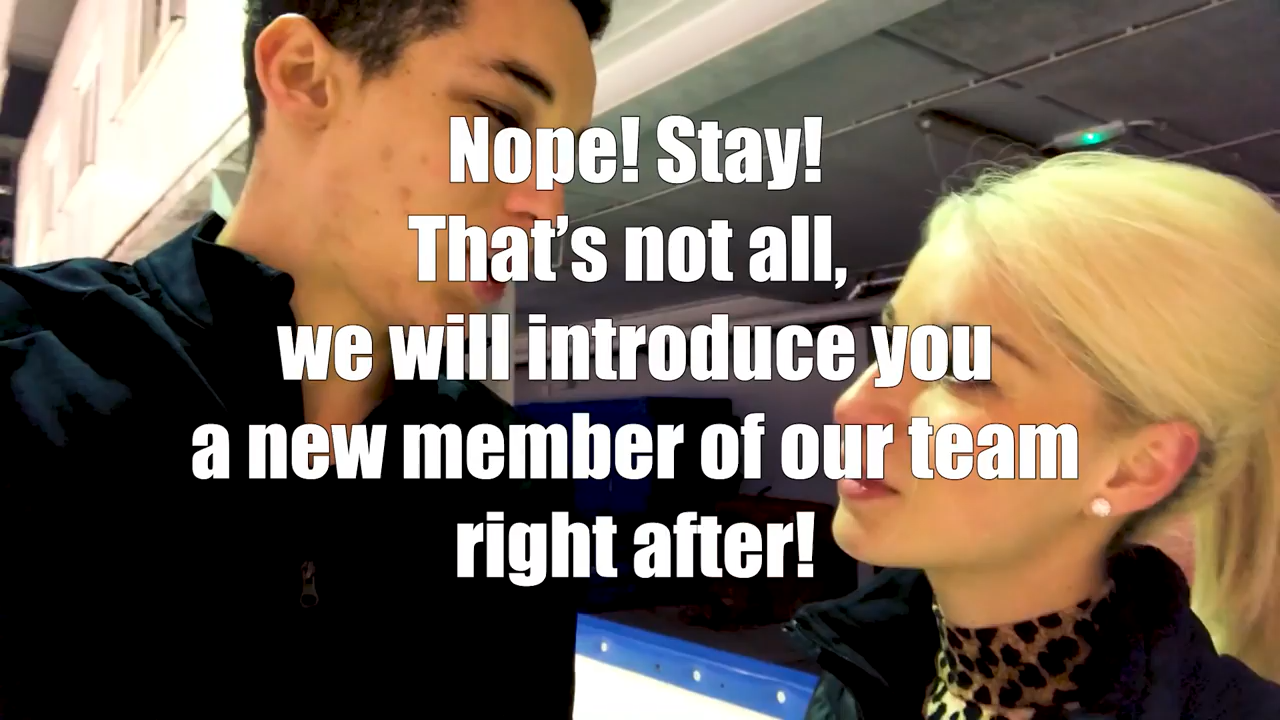 Nope! Stay!
That’s not all,
we will introduce you
a new member of our team
right after!